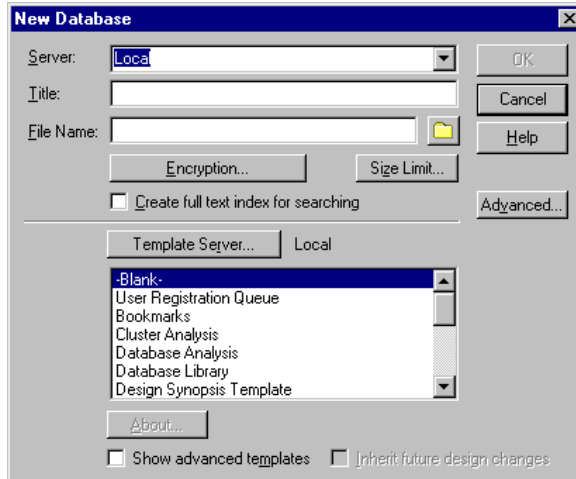 New Database
Server: Local OK
Title: Cancel
File Name: Help
Encryption... Size Limit...
Create full text index for searching Advanced...
Template Server... Local
-Blank-
User Registration Queue
Bookmarks
Cluster Analysis
Database Analysis
Database Library
Design Synopsis Template
About...
Show advanced templates Inherit future design changes